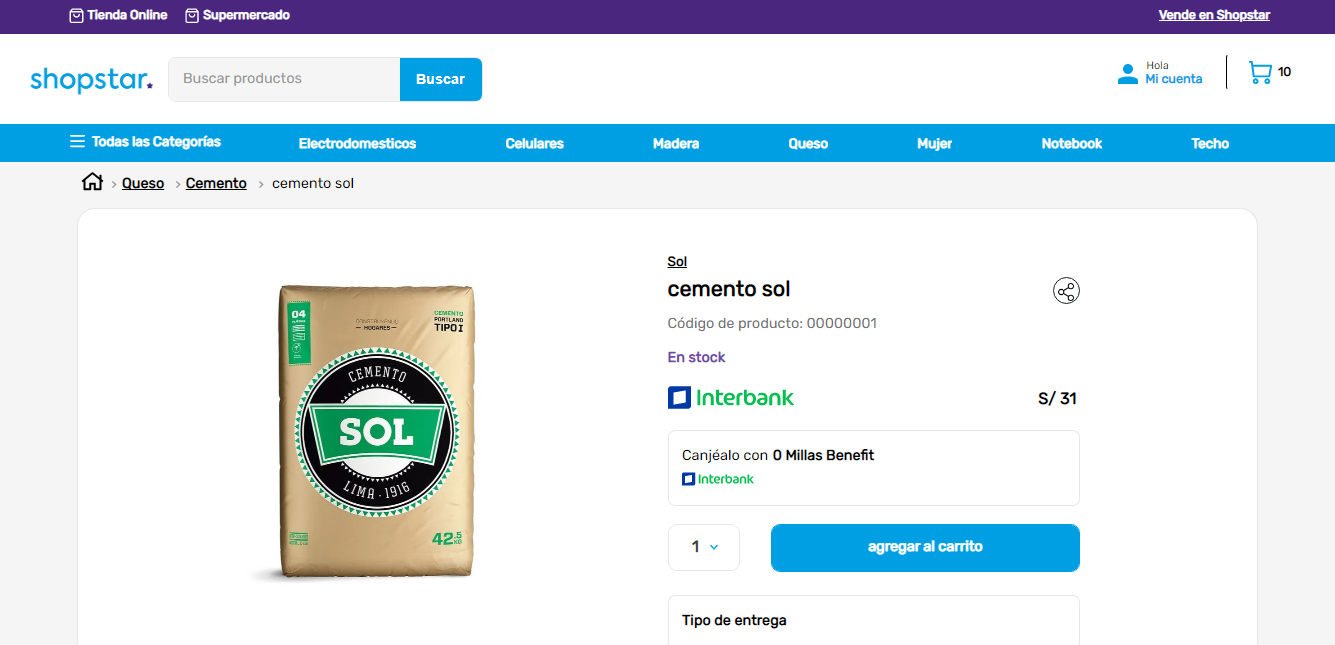 Tienda Online Supermercado Vende en Shopstar
shopstar.
Buscar productos Buscar
Hola
Mi cuenta
10
Todas las Categorías Electrodomesticos Celulares Madera Queso Mujer Notebook Techo
Queso > Cemento > cemento sol
Sol
cemento sol
Código de producto: 00000001
En stock
Interbank S/ 31
Canjéalo con 0 Millas Benefit
Interbank
1 agregar al carrito
Tipo de entrega
04
CONSTRUYENDO
HOGARES
CEMENTO
PORTLAND
TIPO I
CEMENTO
SOL
LIMA · 1916
42.5 KG